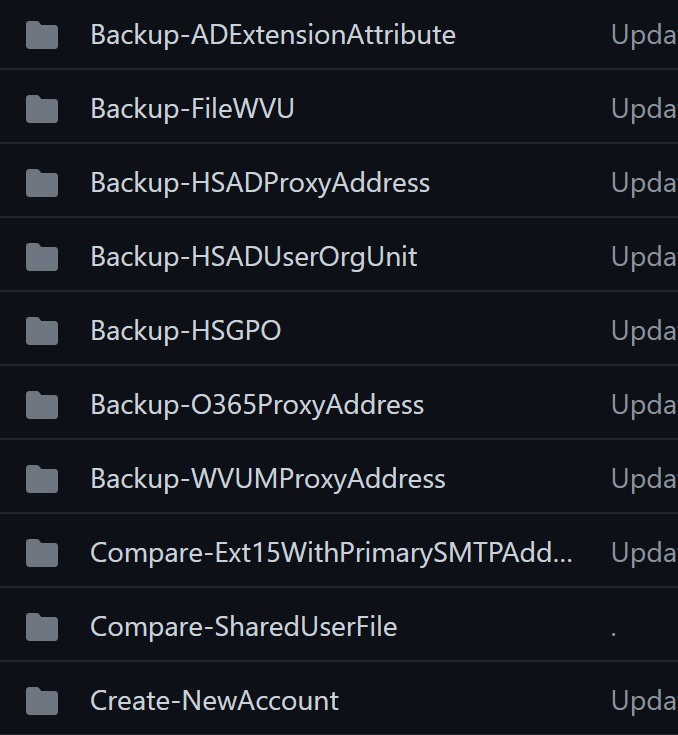 Backup-ADExtensionAttribute Upda
Backup-FileWVU Upda
Backup-HSADProxyAddress Upda
Backup-HSADUserOrgUnit Upda
Backup-HSGPO Upda
Backup-O365ProxyAddress Upda
Backup-WVUMProxyAddress Upda
Compare-Ext15WithPrimarySMTPAdd... Upda
Compare-SharedUserFile .
Create-NewAccount Upda